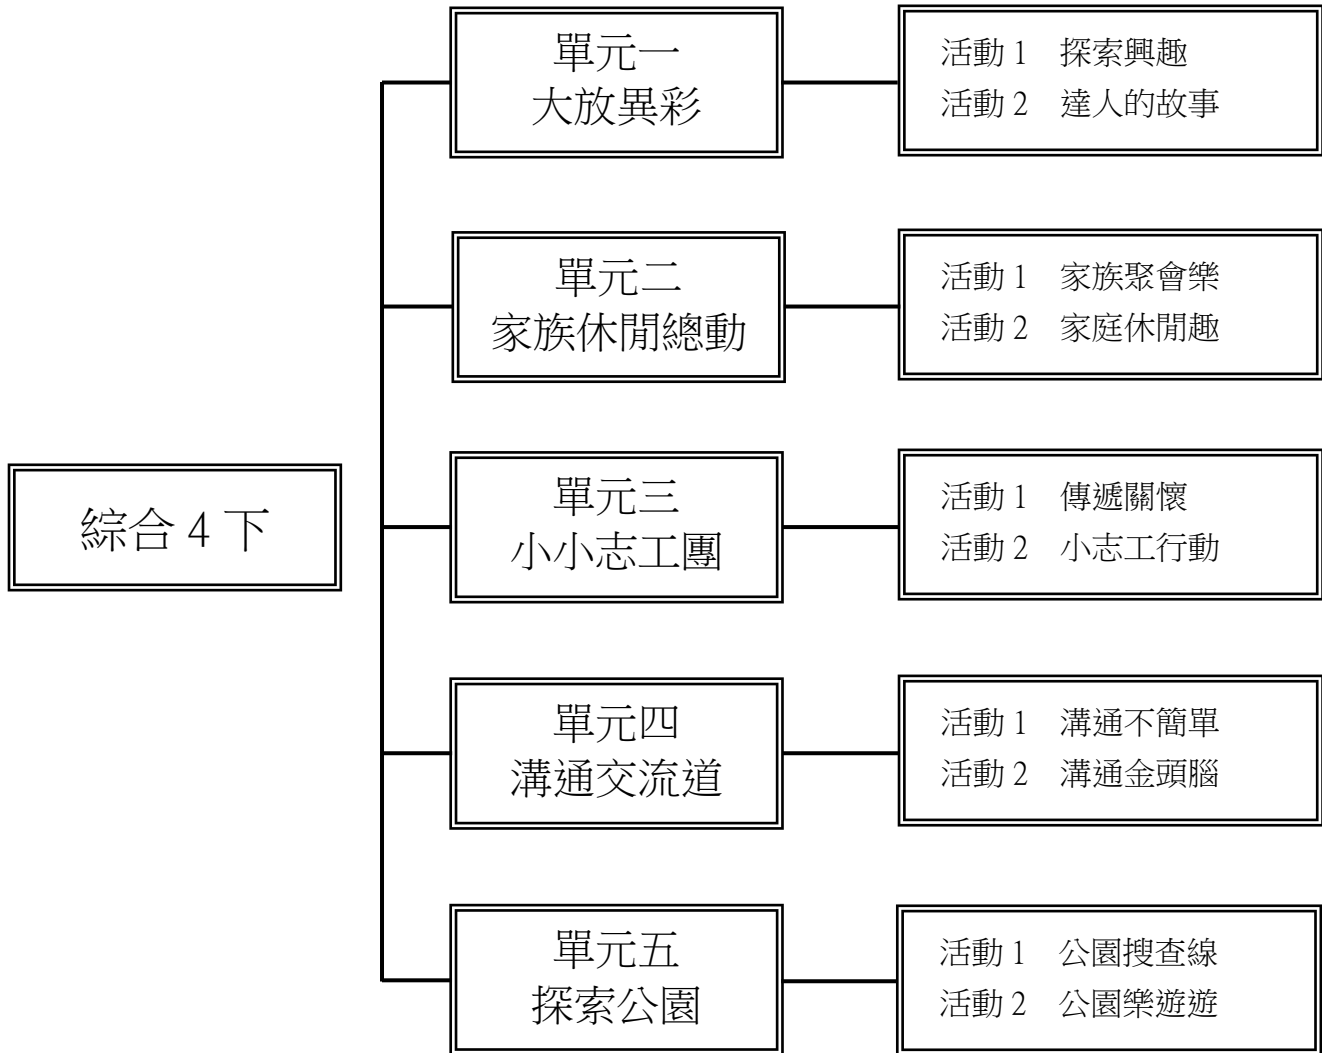 綜合 4 下
單元一
大放異彩
活動 1 探索興趣
活動 2 達人的故事
單元二
家族休閒總動
活動 1 家族聚會樂
活動 2 家庭休閒趣
單元三
小小志工團
活動 1 傳遞關懷
活動 2 小志工行動
單元四
溝通交流道
活動 1 溝通不簡單
活動 2 溝通金頭腦
單元五
探索公園
活動 1 公園搜查線
活動 2 公園樂遊遊